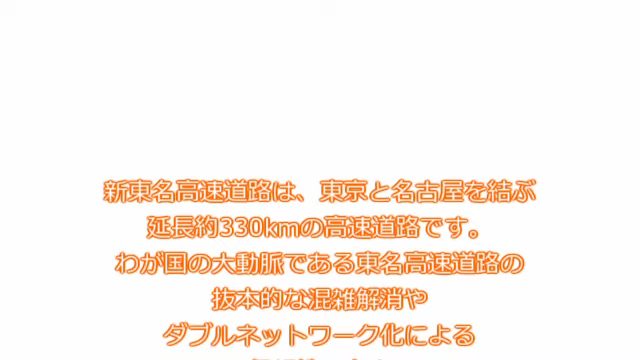 新東名高速道路は、東京と名古屋を結ぶ
延長約330kmの高速道路です。
わが国の大動脈である東名高速道路の
抜本的な混雑解消や
ダブルネットワーク化による